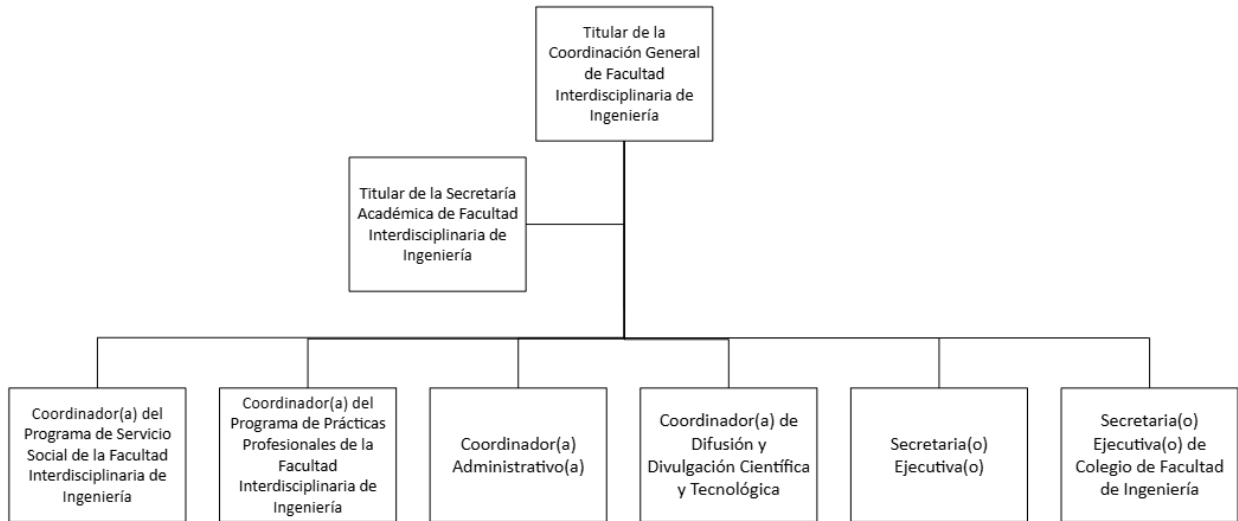 Titular de la
Coordinación General
de Facultad
Interdisciplinaria de
Ingeniería
Titular de la Secretaría
Académica de Facultad
Interdisciplinaria de
Ingeniería
Coordinador(a) del
Programa de Servicio
Social de la Facultad
Interdisciplinaria de
Ingeniería
Coordinador(a) del
Programa de Prácticas
Profesionales de la
Facultad
Interdisciplinaria de
Ingeniería
Coordinador(a)
Administrativo(a)
Coordinador(a) de
Difusión y
Divulgación Científica
y Tecnológica
Secretaria(o)
Ejecutiva(o)
Secretaria(o)
Ejecutiva(o) de
Colegio de Facultad
de Ingeniería